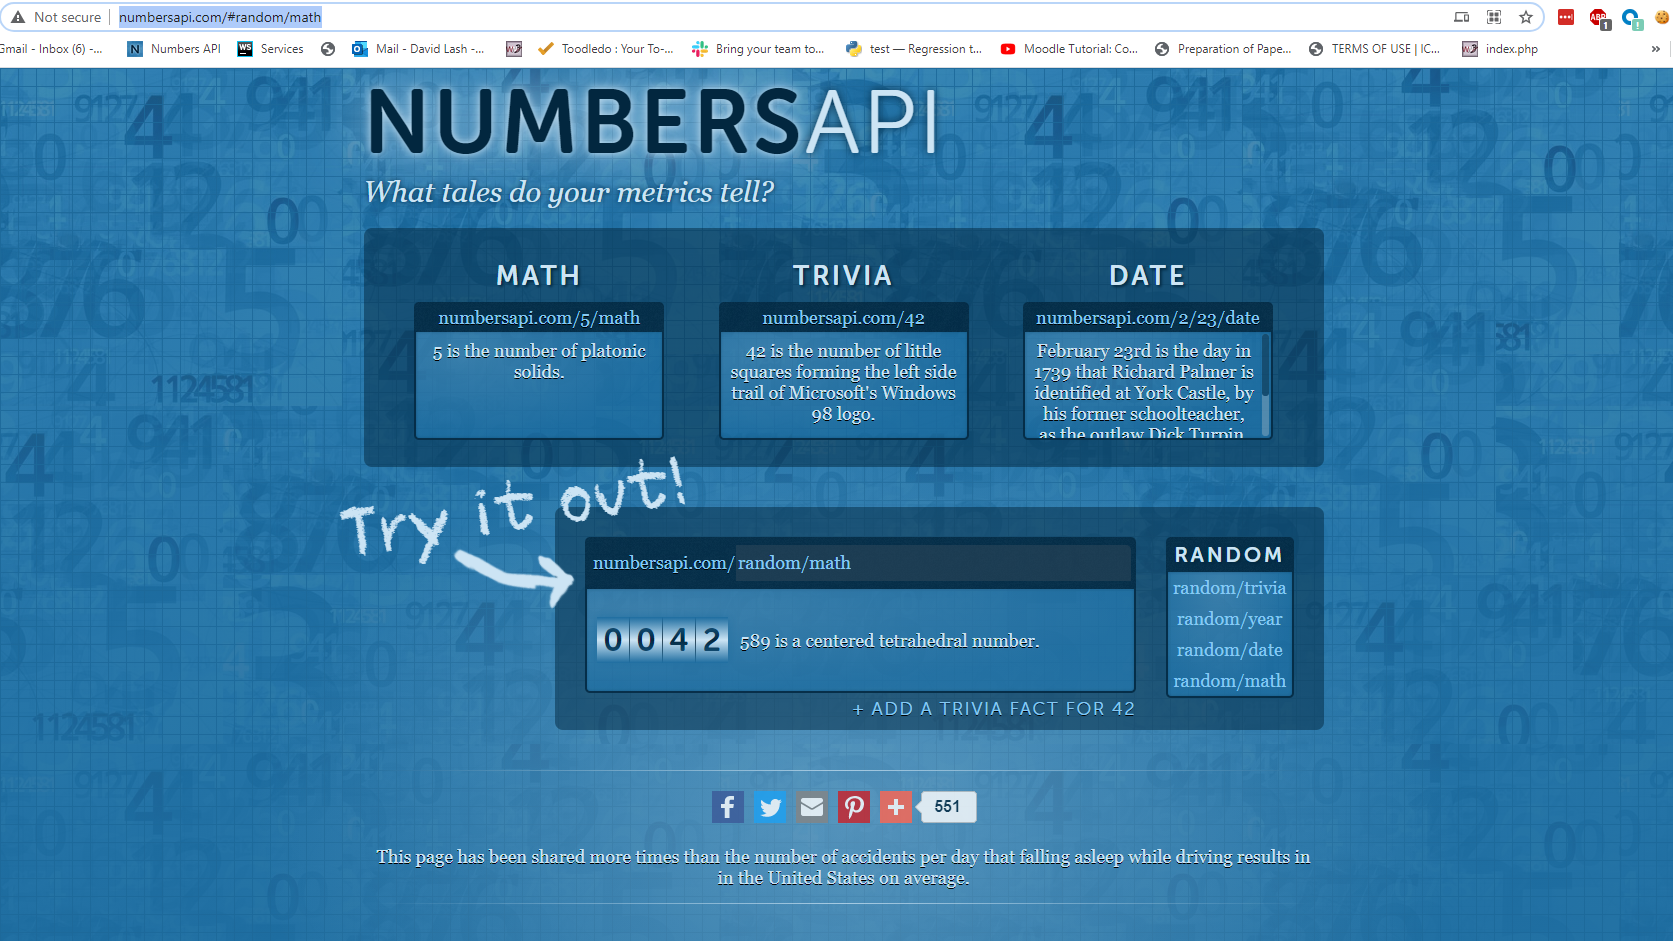 Not secure numbersapi.com/#random/math
Gmail - Inbox (6) -... Numbers API Services Mail - David Lash -... Toodledo : Your To-... Bring your team to... test — Regression t... Moodle Tutorial: Co... Preparation of Pape... TERMS OF USE | IC... index.php »
NUMBERSAPI
What tales do your metrics tell?
MATH
numbersapi.com/5/math
5 is the number of platonic
solids.
TRIVIA
numbersapi.com/42
42 is the number of little
squares forming the left side
trail of Microsoft's Windows
98 logo.
DATE
numbersapi.com/2/23/date
February 23rd is the day in
1739 that Richard Palmer is
identified at York Castle, by
his former schoolteacher,
as the outlaw Dick Turpin.
Try it out!
numbersapi.com/random/math
0042 589 is a centered tetrahedral number.
+ ADD A TRIVIA FACT FOR 42
RANDOM
random/trivia
random/year
random/date
random/math
551
This page has been shared more times than the number of accidents per day that falling asleep while driving results in
in the United States on average.